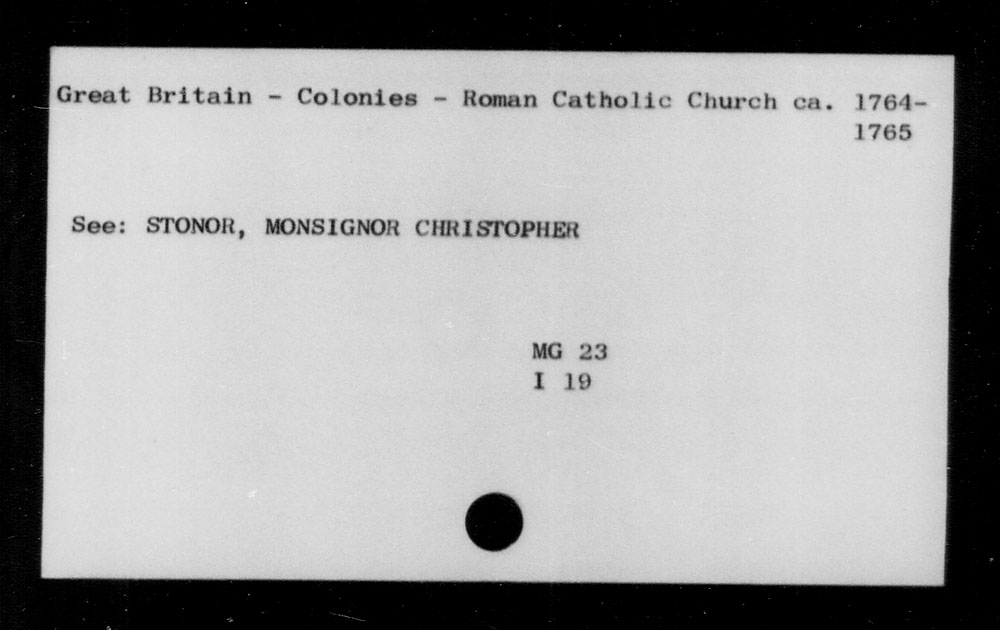 Great Britain - Colonies - Roman Catholic Church ca. 1764-
1765
See: STONOR, MONSIGNOR CHRISTOPHER
MG 23
I 19